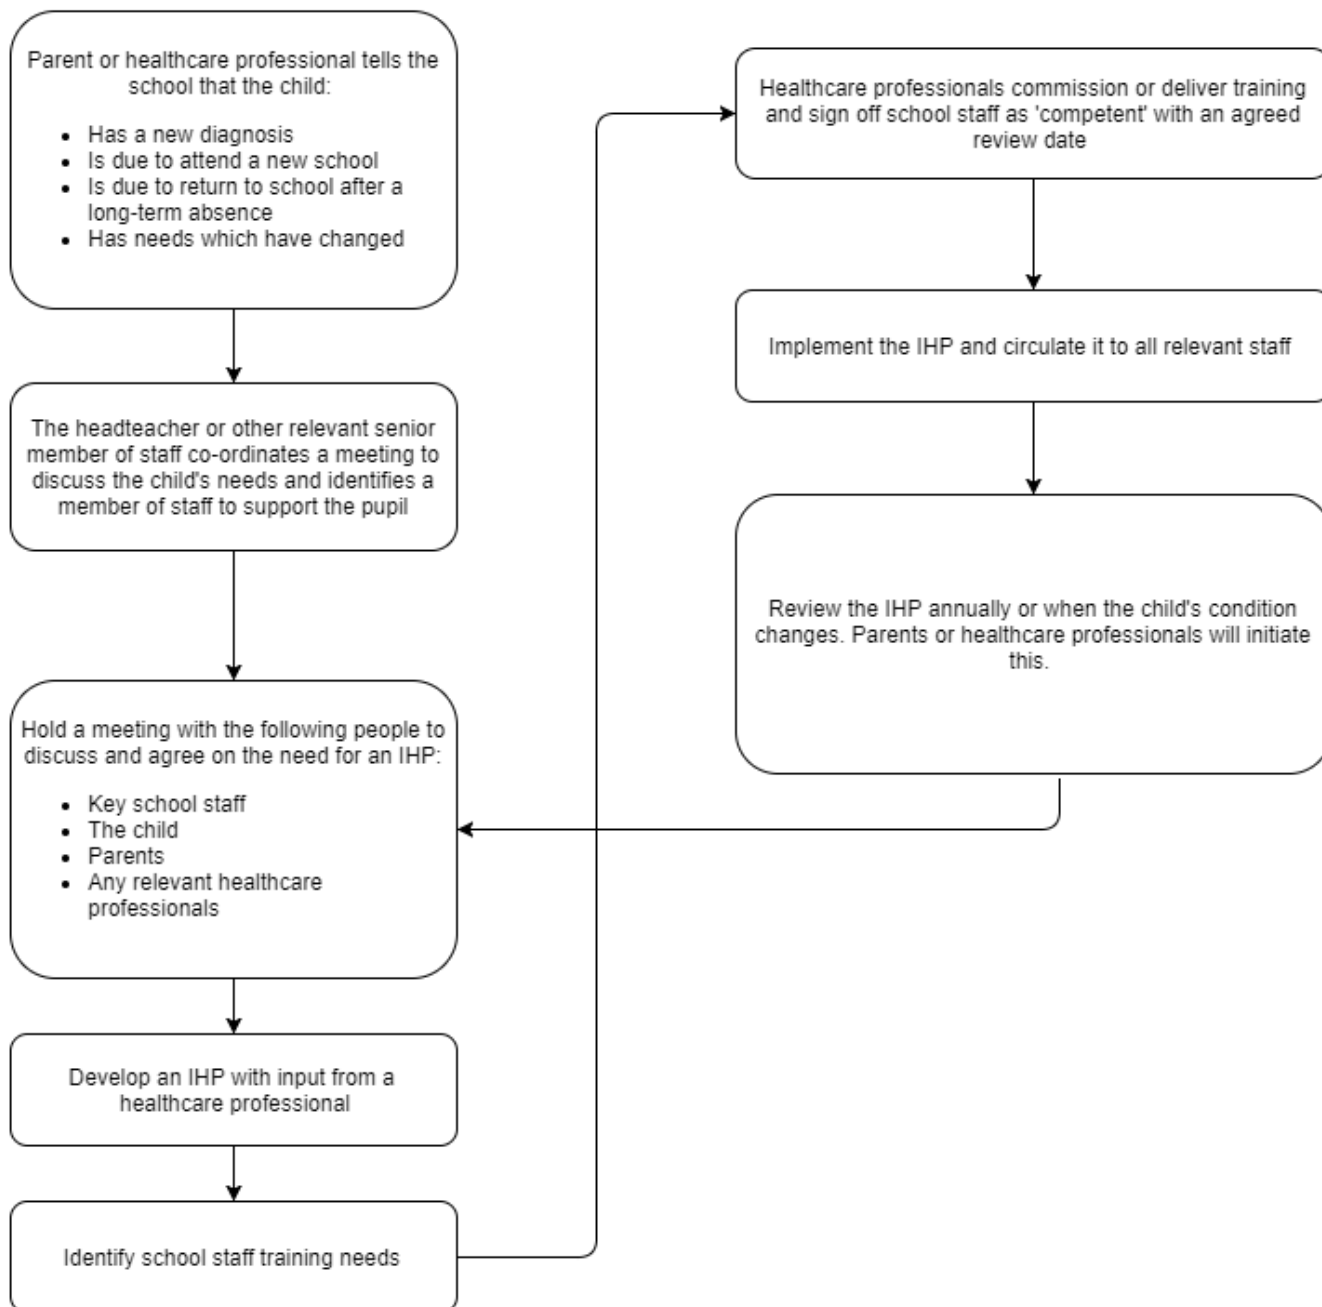 Parent or healthcare professional tells the
school that the child:
• Has a new diagnosis
• Is due to attend a new school
• Is due to return to school after a
long-term absence
• Has needs which have changed
The headteacher or other relevant senior
member of staff co-ordinates a meeting to
discuss the child's needs and identifies a
member of staff to support the pupil
Hold a meeting with the following people to
discuss and agree on the need for an IHP:
• Key school staff
• The child
• Parents
• Any relevant healthcare
professionals
Develop an IHP with input from a
healthcare professional
Identify school staff training needs
Healthcare professionals commission or deliver training
and sign off school staff as 'competent' with an agreed
review date
Implement the IHP and circulate it to all relevant staff
Review the IHP annually or when the child's condition
changes. Parents or healthcare professionals will initiate
this.